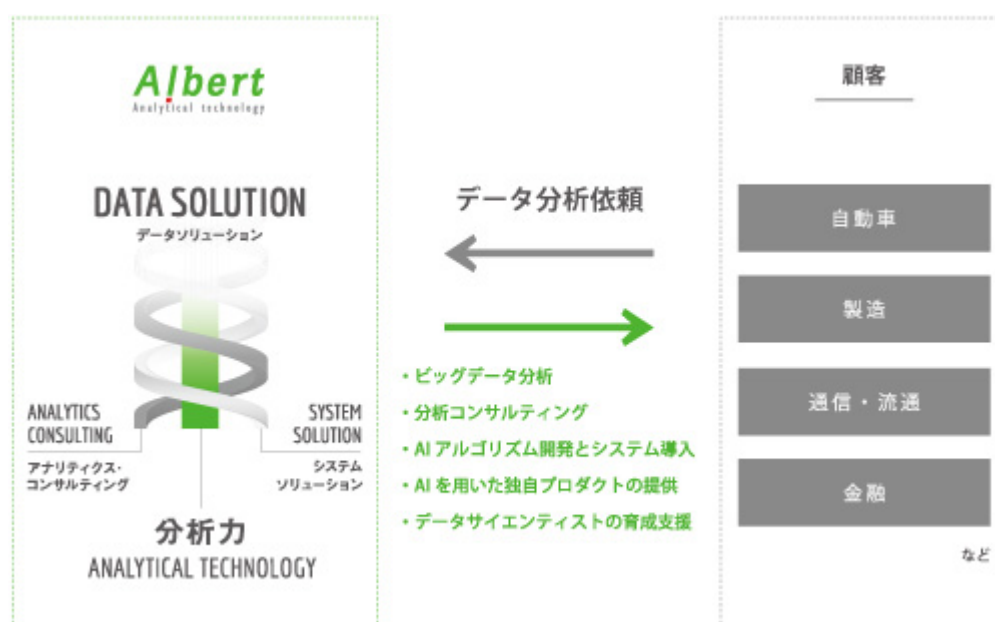 Albert
Analytical technology
DATA SOLUTION
データソリューション
ANALYTICS
CONSULTING
アナリティクス・
コンサルティング
SYSTEM
SOLUTION
システム
ソリューション
分析力
ANALYTICAL TECHNOLOGY
データ分析依頼
・ビッグデータ分析
・分析コンサルティング
・AIアルゴリズム開発とシステム導入
・AIを用いた独自プロダクトの提供
・データサイエンティストの育成支援
顧客
自動車
製造
通信・流通
金融
など